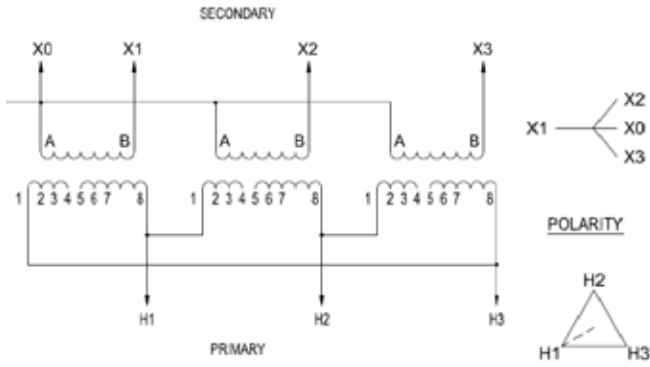 SECONDARY
X0 X1 X2 X3
A B A B A B
1 2 3 4 5 6 7 8 1 2 3 4 5 6 7 8 1 2 3 4 5 6 7 8
H1 H2 H3
PRIMARY
X2
X1 X0
X3
POLARITY
H2
H1 H3